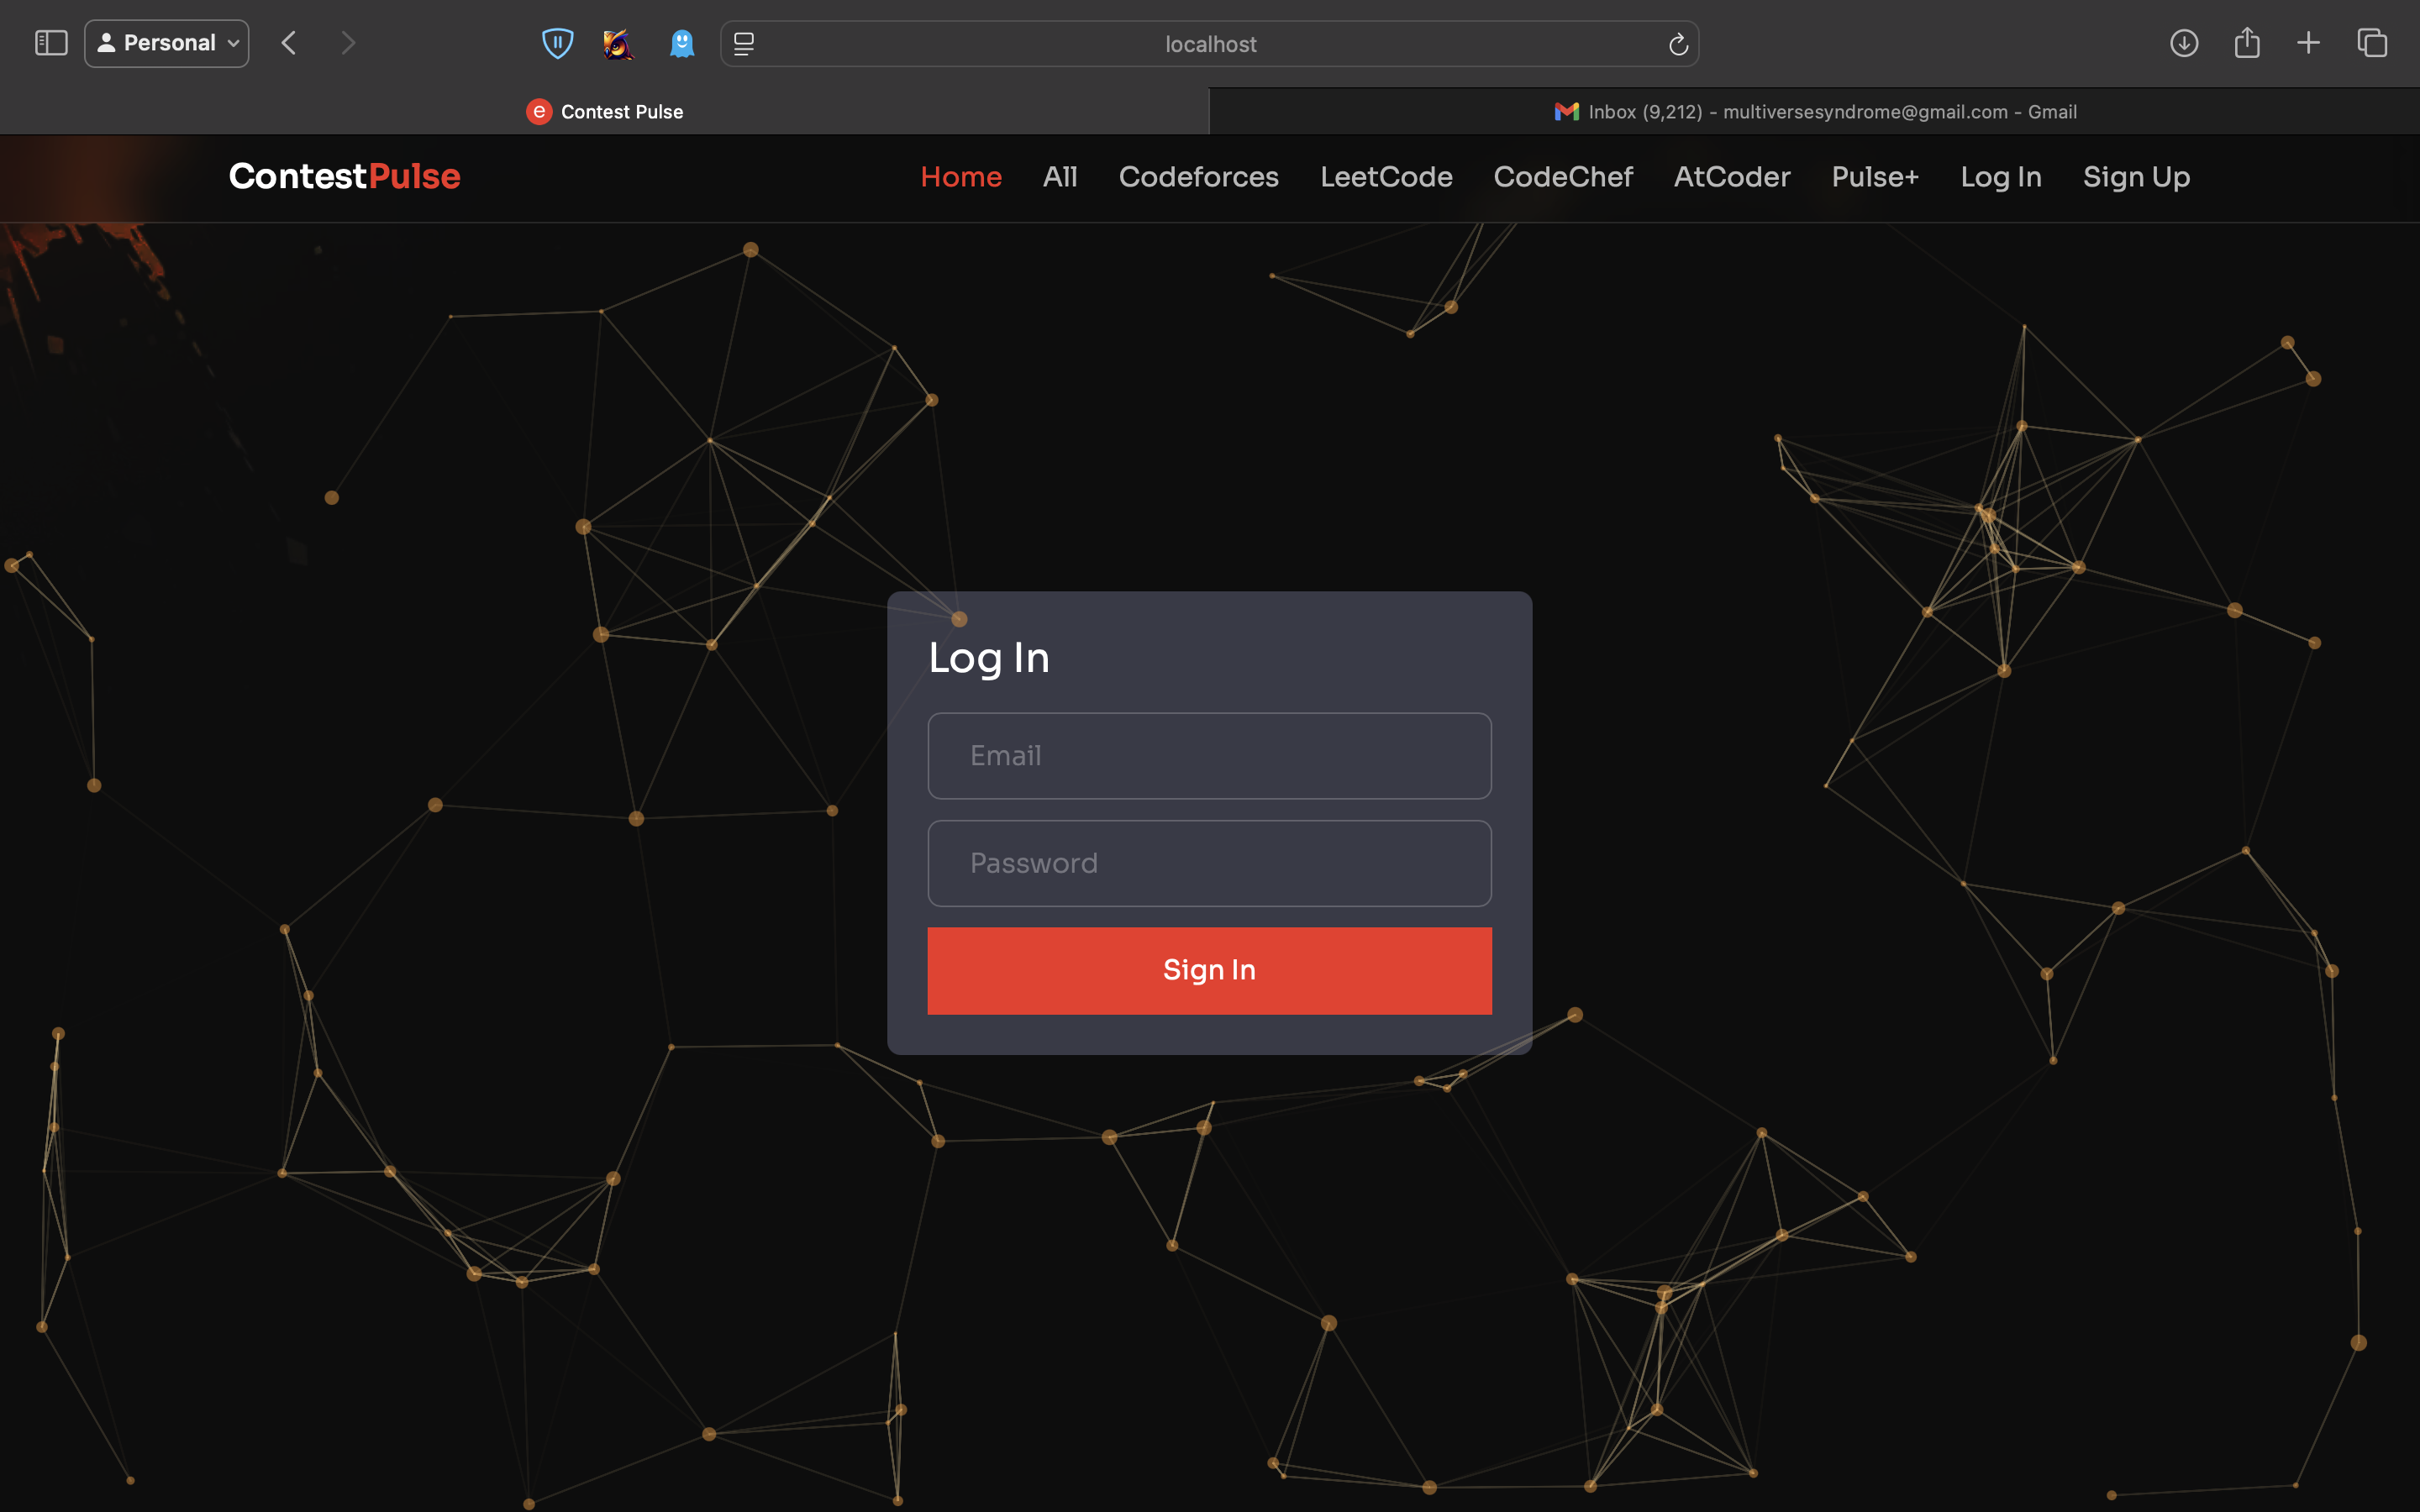 Personal
localhost
Contest Pulse
Inbox (9,212) - multiversesyndrome@gmail.com - Gmail
ContestPulse
Home All Codeforces LeetCode CodeChef AtCoder Pulse+ Log In Sign Up
Log In
Email
Password
Sign In